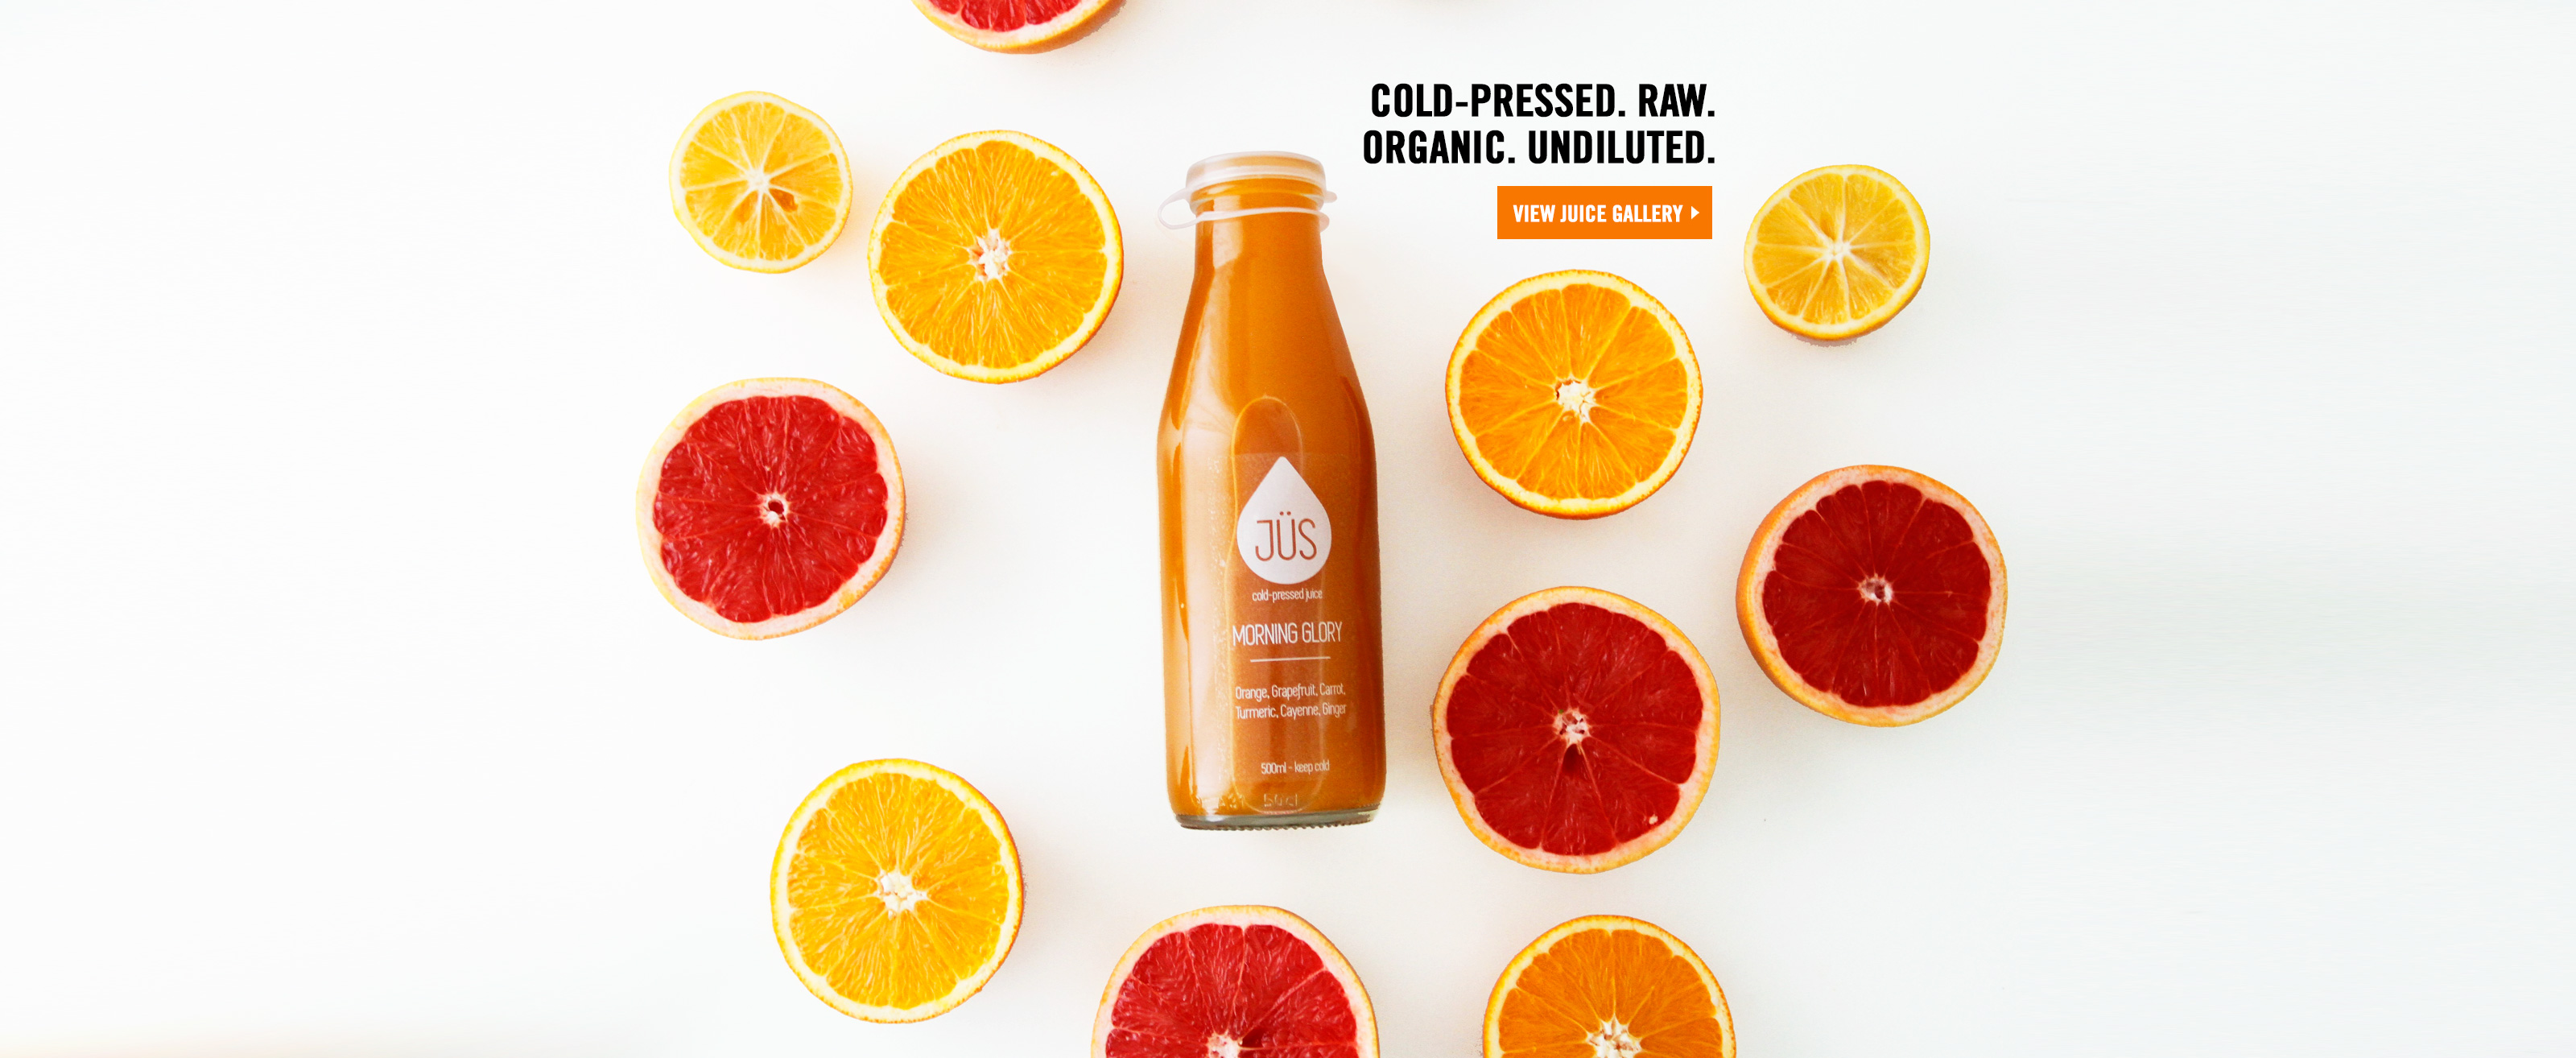 COLD-PRESSED. RAW.
ORGANIC. UNDILUTED.
VIEW JUICE GALLERY
JÜS
cold-pressed juice
MORNING GLORY
Orange, Grapefruit, Carrot,
Turmeric, Cayenne, Ginger
500ml - keep cold
50cl